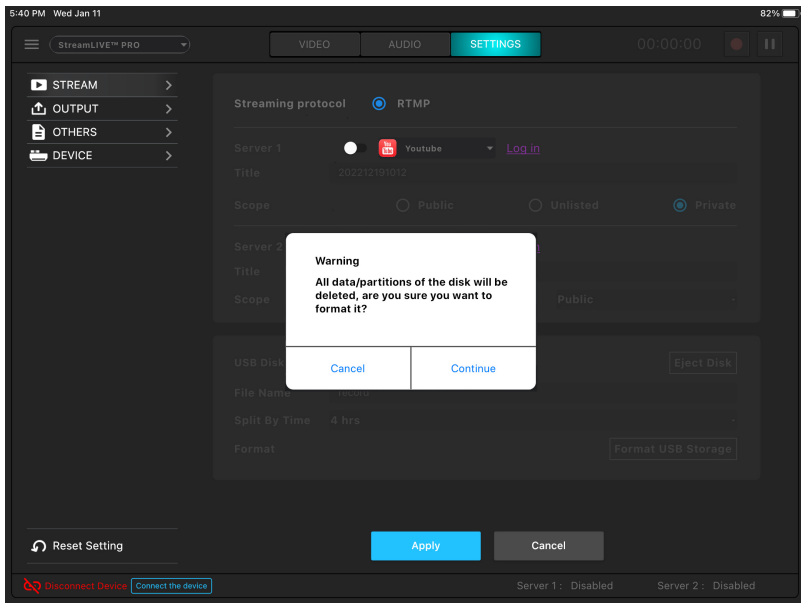 5:40 PM Wed Jan 11 82%
StreamLIVE™ PRO VIDEO AUDIO SETTINGS 00:00:00
STREAM
OUTPUT
OTHERS
DEVICE
Streaming protocol RTMP
Server 1 You Tube Youtube Log in
Title 202212191012
Scope Public Unlisted Private
Server 2
Title
Scope Public
Warning
All data/partitions of the disk will be
deleted, are you sure you want to
format it?
Cancel Continue
USB Disk Eject Disk
File Name record
Split By Time 4 hrs
Format Format USB Storage
Reset Setting Apply Cancel
Disconnect Device Connect the device Server 1 : Disabled Server 2 : Disabled